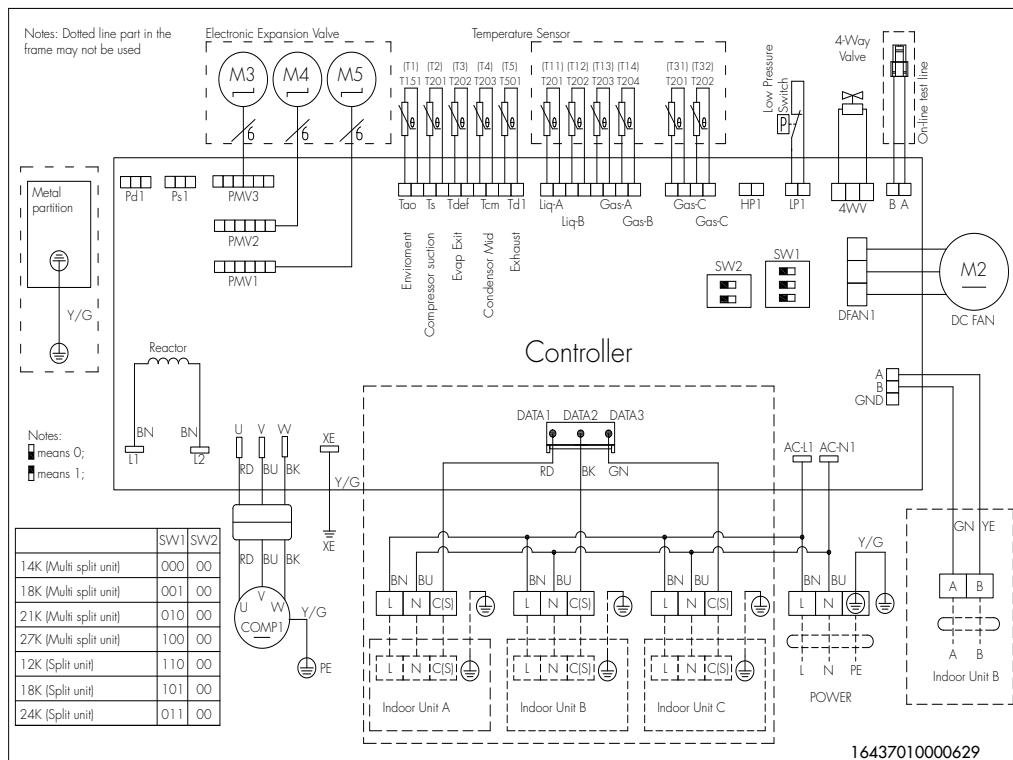 Notes: Dotted line part in the
frame may not be used
Electronic Expansion Valve
Temperature Sensor
M3 M4 M5
6 6 6
(T1) (T2) (T3) (T4) (T5)
T151 T201 T202 T203 T501
(T11) (T12) (T13) (T14)
T201 T202 T203 T204
(T31) (T32)
T201 T202
Low Pressure
Switch
P
4-Way
Valve
On-line test line
Metal
partition
Y/G
Pd1 Ps1 PMV3
PMV2
PMV1
Tao Ts Tdef Tcm Td1
Liq-A Gas-A
Liq-B Gas-B
Gas-C
Gas-C
HP1 LP1 4WV B A
Enviroment
Compressor suction
Evap Exit
Condensor Mid
Exhaust
SW2 SW1
DFAN1
M2
DC FAN
Controller
Reactor
BN BN
L1 L2
A
B
GND
Notes:
means 0;
means 1;
U V W
RD BU BK
XE
Y/G
XE
DATA1 DATA2 DATA3
RD BK GN
AC-L1 AC-N1
SW1 SW2
14K (Multi split unit) 000 00
18K (Multi split unit) 001 00
21K (Multi split unit) 010 00
27K (Multi split unit) 100 00
12K (Split unit) 110 00
18K (Split unit) 101 00
24K (Split unit) 011 00
RD BU BK
U V W
COMP1
Y/G
PE
BN BU BN BU BN BU BN BU Y/G
L N C(S) L N C(S) L N C(S) L N
L N C(S) L N C(S) L N C(S) L N PE
Indoor Unit A Indoor Unit B Indoor Unit C
POWER
GN YE
A B
A B
Indoor Unit B
16437010000629